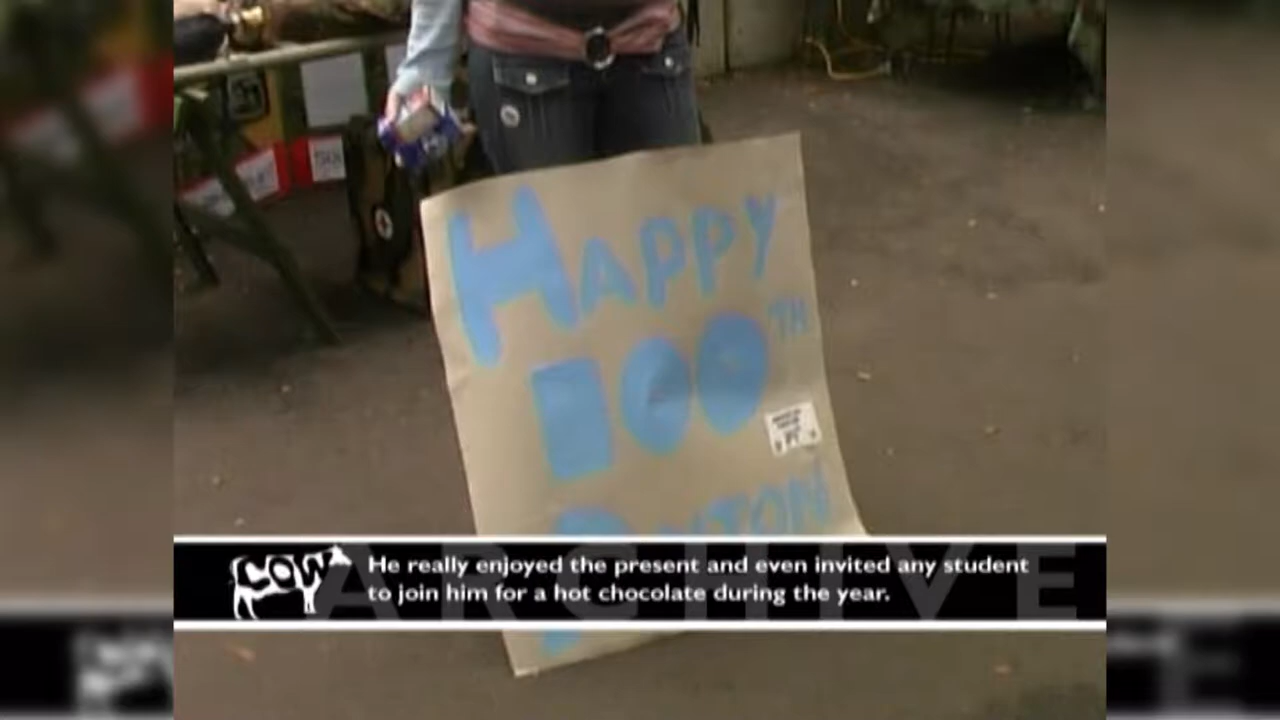 HAPPY
100TH
COW
He really enjoyed the present and even invited any student
to join him for a hot chocolate during the year.
ARCHIVE